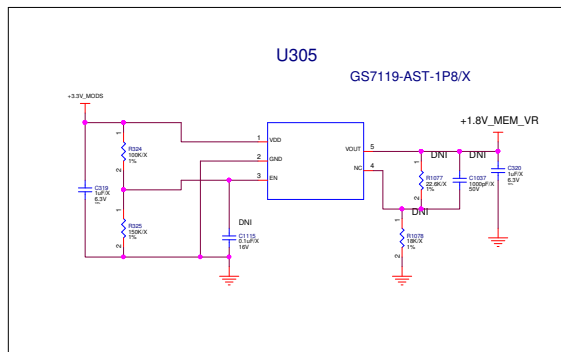 U305
GS7119-AST-1P8/X
+3.3V_MODS
+1.8V_MEM_VR
1
R324
100K/X
1%
2
1
VDD
2
GND
3
EN
VOUT
5
NC
4
DNI
DNI
1
R1077
22.6K/X
1%
2
C1037
1000pF/X
50V
C320
1uF/X
6.3V
C319
1uF/X
6.3V
1
R325
150K/X
1%
2
DNI
C1115
0.1uF/X
16V
DNI
1
R1078
18K/X
1%
2